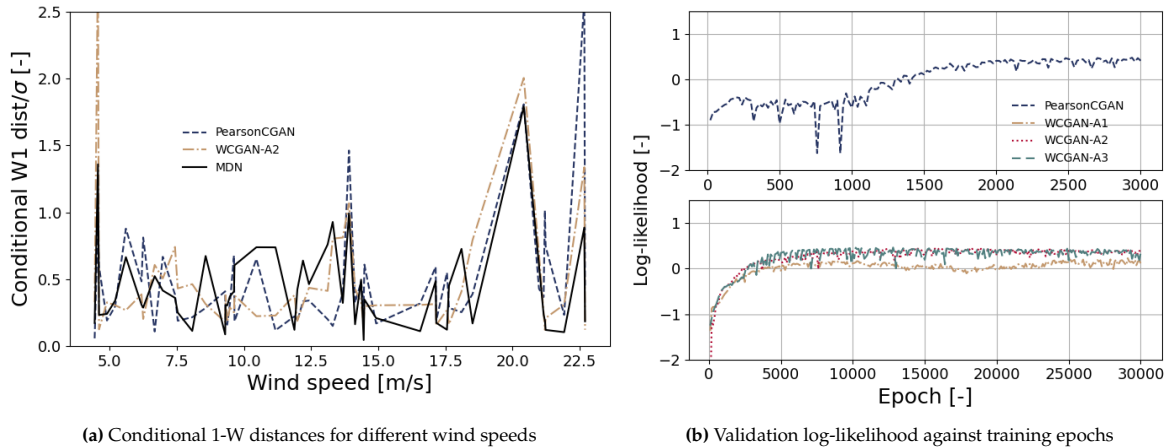 Conditional W1 dist/σ [-]
2.5
2.0
1.5
1.0
0.5
0.0
PearsonCGAN
WCGAN-A2
MDN
5.0 7.5 10.0 12.5 15.0 17.5 20.0 22.5
Wind speed [m/s]
(a) Conditional 1-W distances for different wind speeds
Log-likelihood [-]
1
0
−1
−2
PearsonCGAN
WCGAN-A1
WCGAN-A2
WCGAN-A3
0 500 1000 1500 2000 2500 3000
1
0
−1
−2
0 5000 10000 15000 20000 25000 30000
Epoch [-]
(b) Validation log-likelihood against training epochs